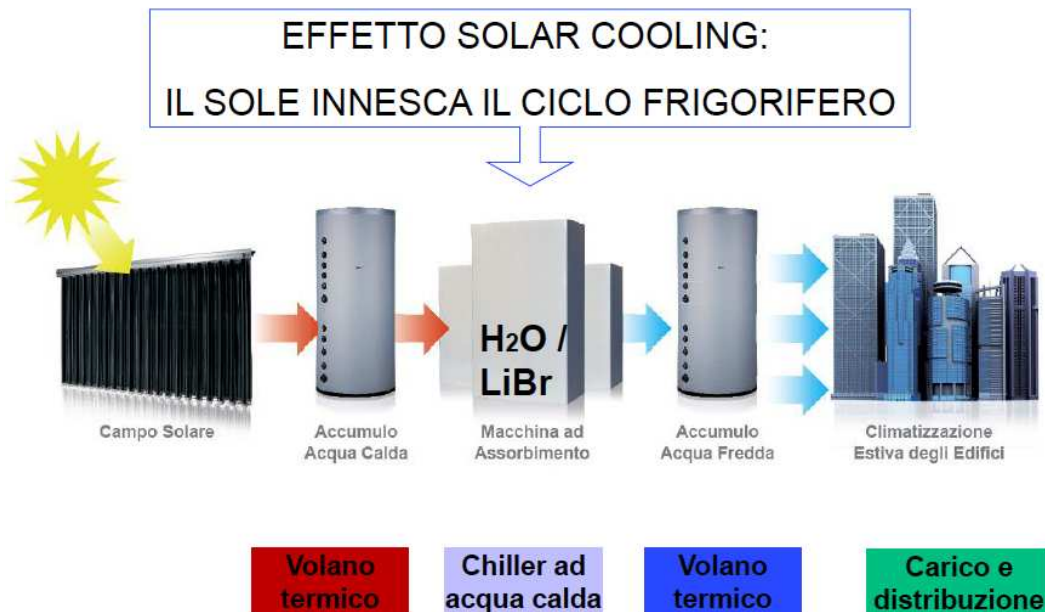 EFFETTO SOLAR COOLING:
IL SOLE INNESCA IL CICLO FRIGORIFERO
H2O /
LiBr
Campo Solare
Accumulo
Acqua Calda
Macchina ad
Assorbimento
Accumulo
Acqua Fredda
Climatizzazione
Estiva degli Edifici
Volano
termico
Chiller ad
acqua calda
Volano
termico
Carico e
distribuzione